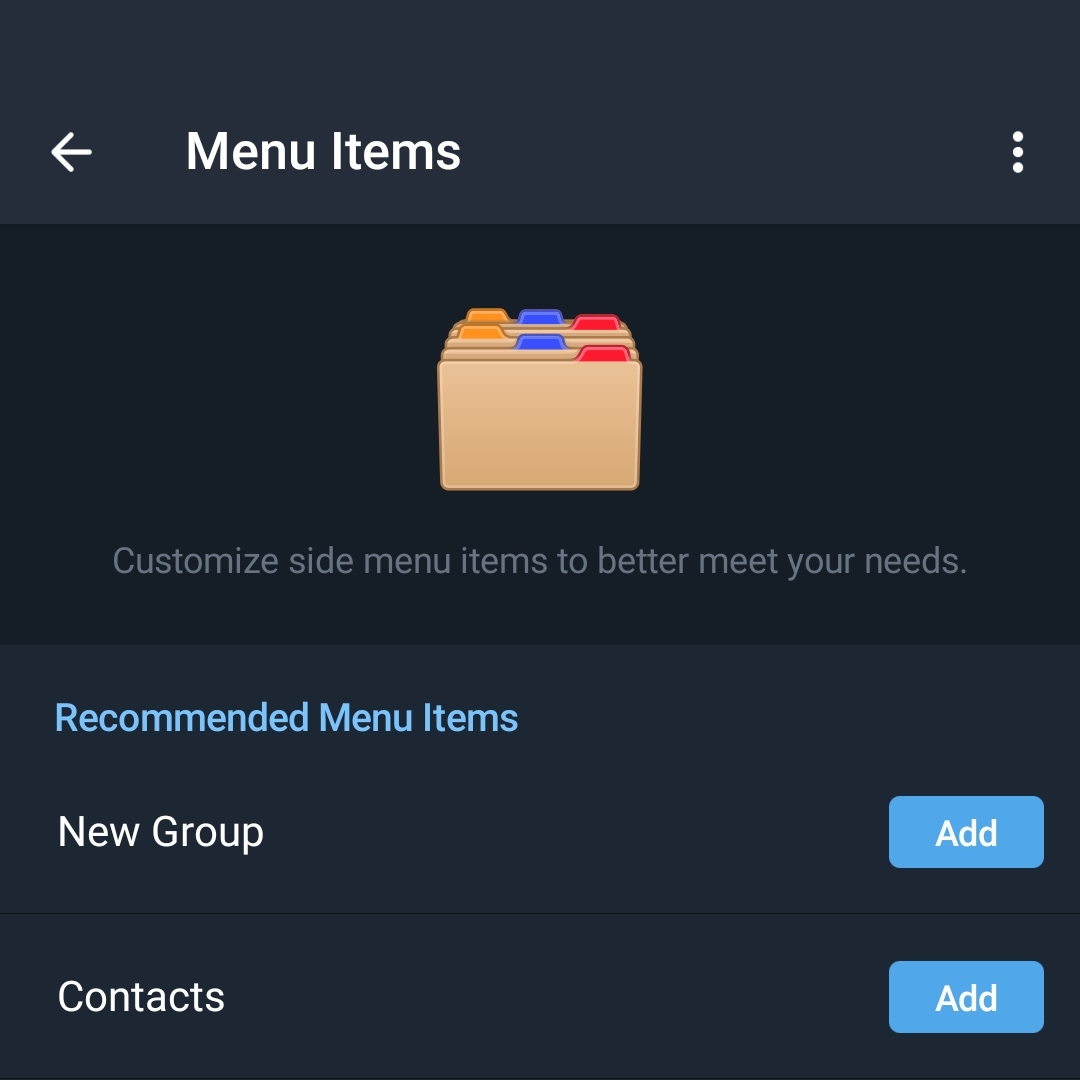 Menu Items
Customize side menu items to better meet your needs.
Recommended Menu Items
New Group
Add
Contacts
Add